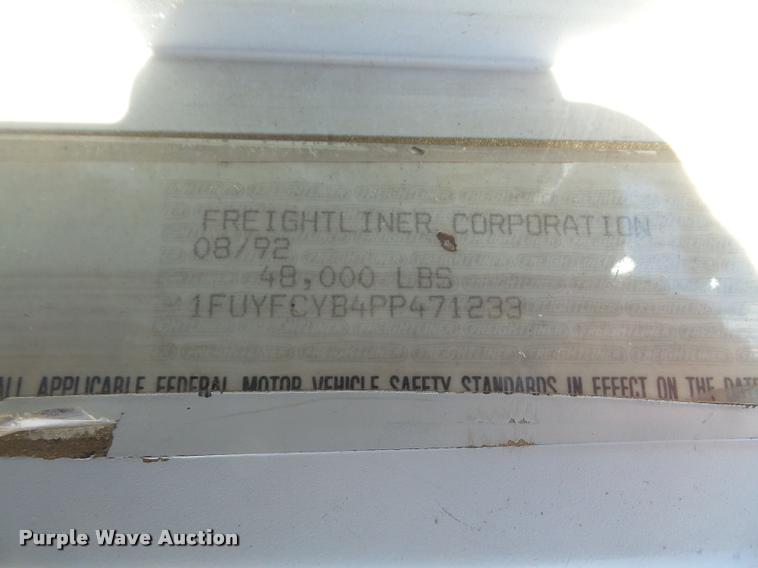 FREIGHTLINER CORPORATION
08/92
48,000 LBS
1FUYFCYB4PP471233
ALL APPLICABLE FEDERAL MOTOR VEHICLE SAFETY STANDARDS IN EFFECT ON THE DATE
Purple Wave Auction